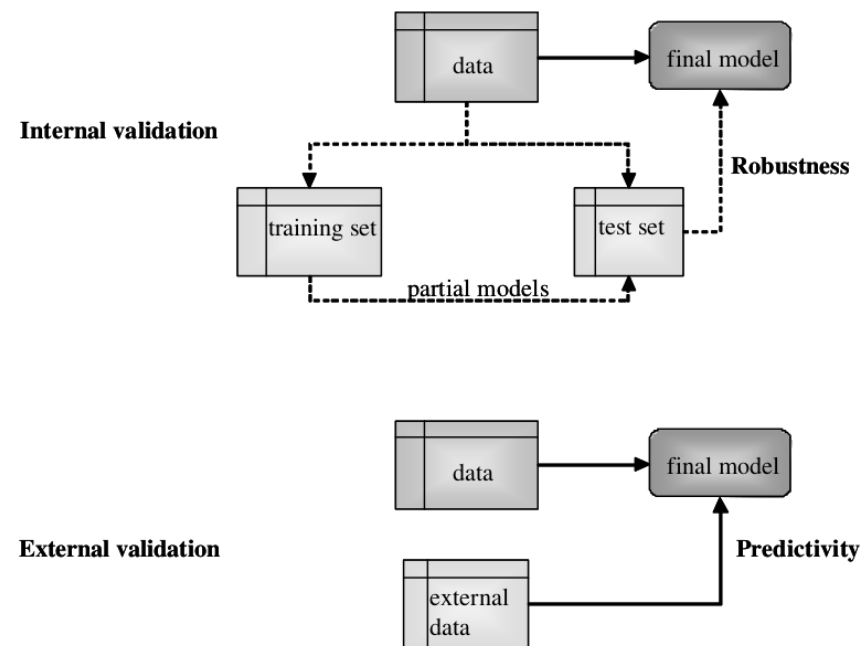 data
final model
Internal validation
Robustness
training set
test set
partial models
data
final model
External validation
Predictivity
external
data